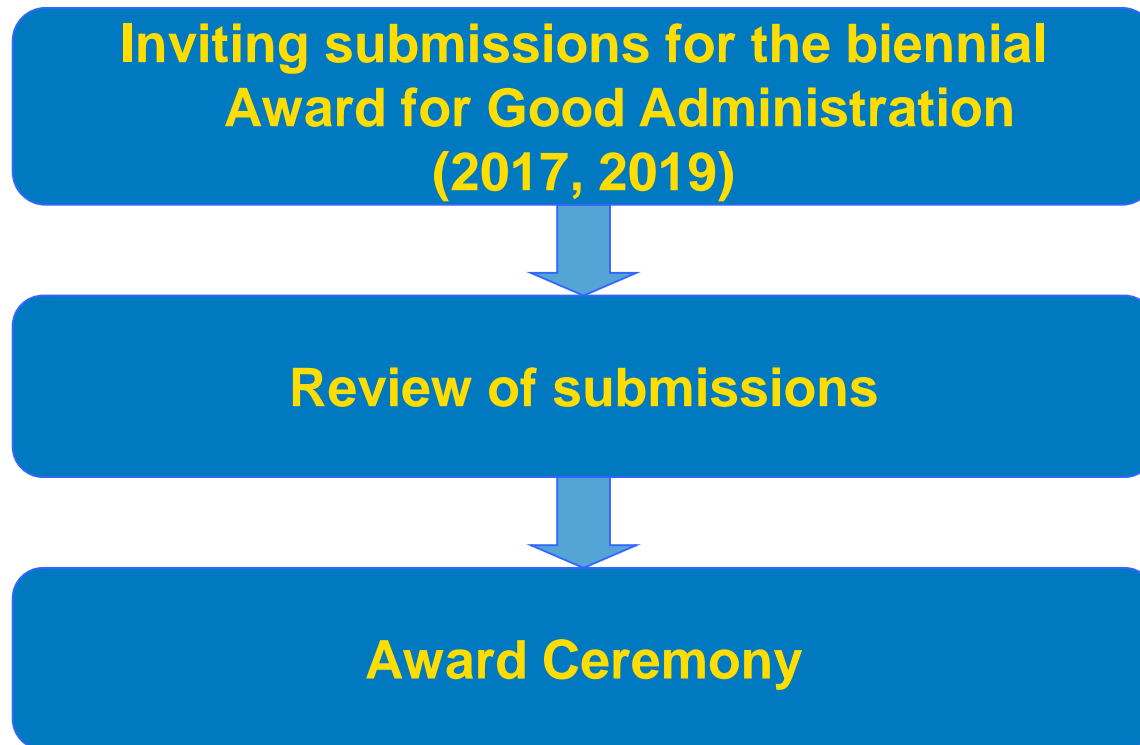 Inviting submissions for the biennial
Award for Good Administration
(2017, 2019)
Review of submissions
Award Ceremony